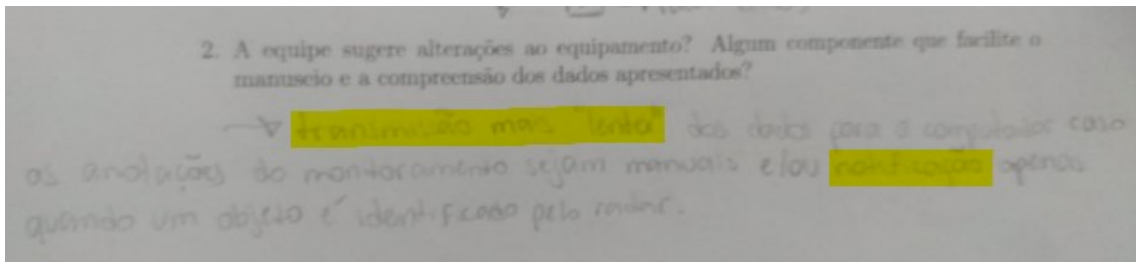 2. A equipe sugere alterações ao equipamento? Algum componente que facilite o
manuseio e a compreensão dos dados apresentados?
→ transmissão mais "lenta" dos dados para o computador caso
as anotações do monitoramento sejam manuais e/ou notificação apenas
quando um objeto é identificado pelo radar.